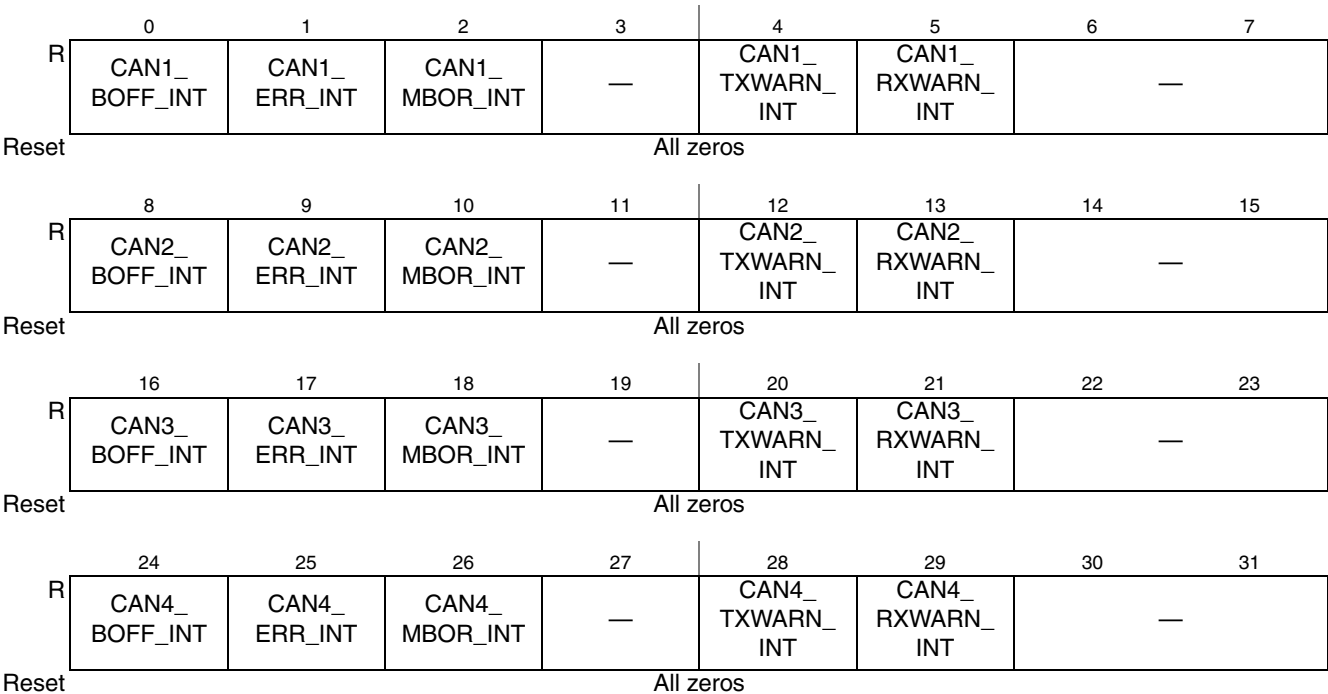 0 1 2 3 4 5 6 7
R CAN1_ CAN1_ CAN1_ — CAN1_ CAN1_ —
BOFF_INT ERR_INT MBOR_INT TXWARN_ RXWARN_
INT INT
Reset All zeros
8 9 10 11 12 13 14 15
R CAN2_ CAN2_ CAN2_ — CAN2_ CAN2_ —
BOFF_INT ERR_INT MBOR_INT TXWARN_ RXWARN_
INT INT
Reset All zeros
16 17 18 19 20 21 22 23
R CAN3_ CAN3_ CAN3_ — CAN3_ CAN3_ —
BOFF_INT ERR_INT MBOR_INT TXWARN_ RXWARN_
INT INT
Reset All zeros
24 25 26 27 28 29 30 31
R CAN4_ CAN4_ CAN4_ — CAN4_ CAN4_ —
BOFF_INT ERR_INT MBOR_INT TXWARN_ RXWARN_
INT INT
Reset All zeros